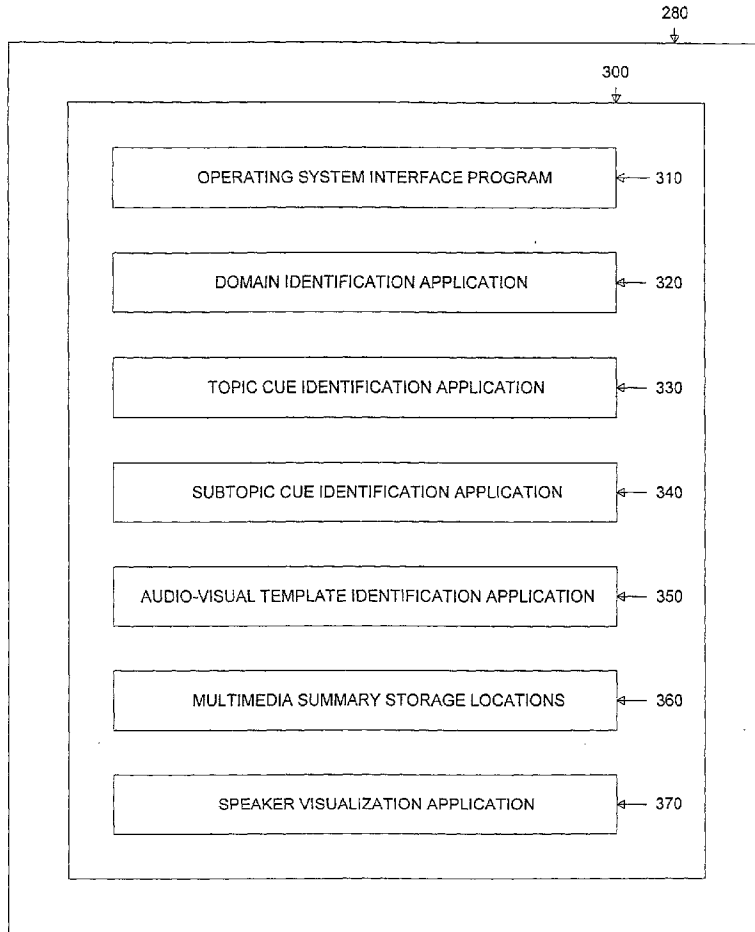 280
300
OPERATING SYSTEM INTERFACE PROGRAM 310
DOMAIN IDENTIFICATION APPLICATION 320
TOPIC CUE IDENTIFICATION APPLICATION 330
SUBTOPIC CUE IDENTIFICATION APPLICATION 340
AUDIO-VISUAL TEMPLATE IDENTIFICATION APPLICATION 350
MULTIMEDIA SUMMARY STORAGE LOCATIONS 360
SPEAKER VISUALIZATION APPLICATION 370